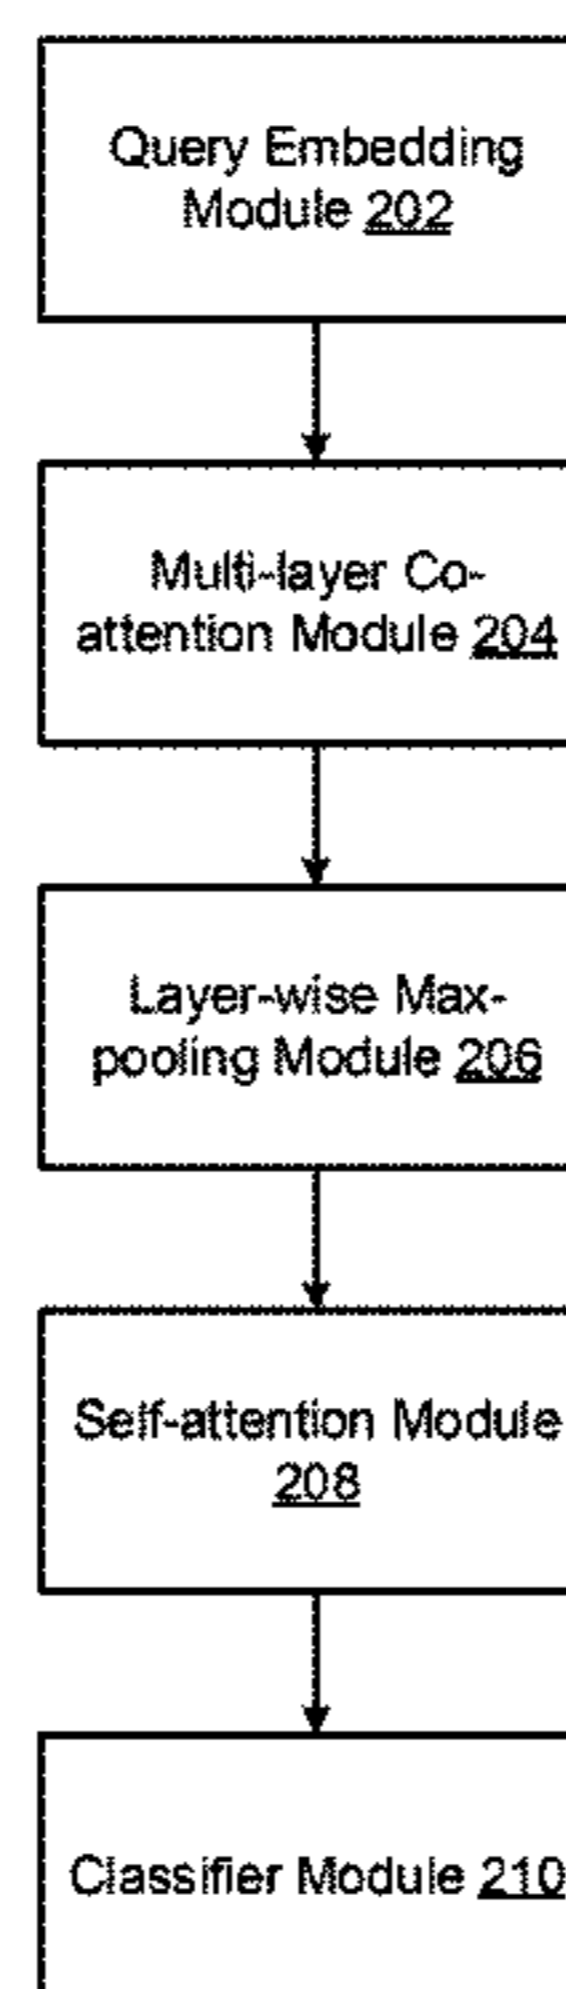 Query Embedding
Module 202
Multi-layer Co-
attention Module 204
Layer-wise Max-
pooling Module 206
Self-attention Module
208
Classifier Module 210